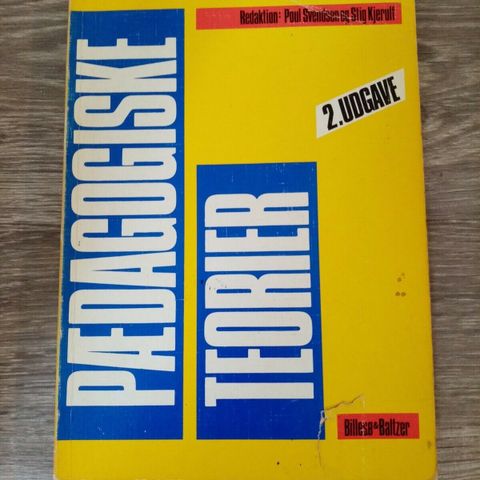 Redaktion: Poul Svendsen og Stig Kjerulf
PÆDAGOGISKE
TEORIER
2. UDGAVE
Billesø & Baltzer